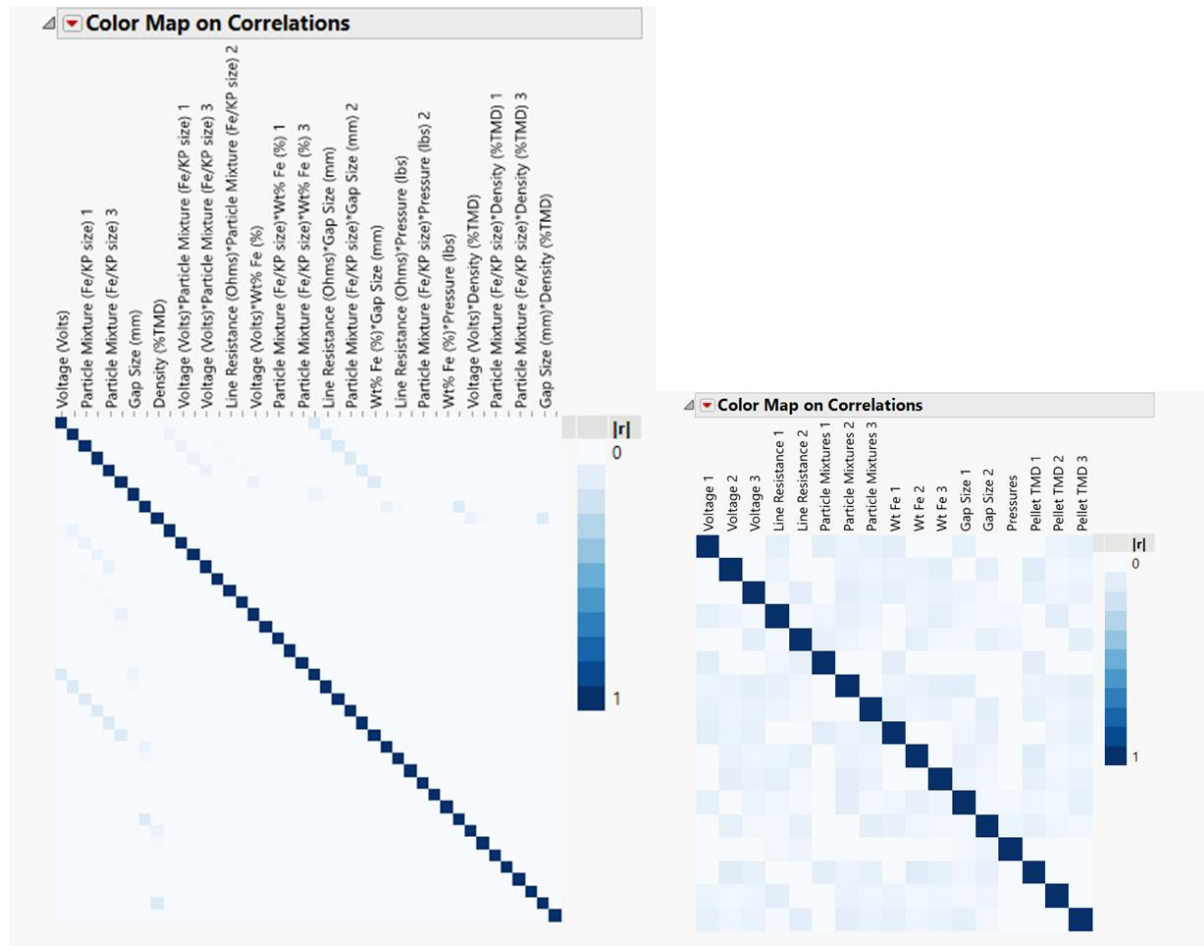 Color Map on Correlations
Voltage (Volts)
Particle Mixture (Fe/KP size) 1
Particle Mixture (Fe/KP size) 3
Gap Size (mm)
Density (%TMD)
Voltage (Volts)*Particle Mixture (Fe/KP size) 1
Voltage (Volts)*Particle Mixture (Fe/KP size) 3
Line Resistance (Ohms)*Particle Mixture (Fe/KP size) 2
Voltage (Volts)*Wt% Fe (%)
Particle Mixture (Fe/KP size)*Wt% Fe (%) 1
Particle Mixture (Fe/KP size)*Wt% Fe (%) 3
Line Resistance (Ohms)*Gap Size (mm)
Particle Mixture (Fe/KP size)*Gap Size (mm) 2
Wt% Fe (%)*Gap Size (mm)
Line Resistance (Ohms)*Pressure (lbs)
Particle Mixture (Fe/KP size)*Pressure (lbs) 2
Wt% Fe (%)*Pressure (lbs)
Voltage (Volts)*Density (%TMD)
Particle Mixture (Fe/KP size)*Density (%TMD) 1
Particle Mixture (Fe/KP size)*Density (%TMD) 3
Gap Size (mm)*Density (%TMD)
|r|
0
1
Color Map on Correlations
Voltage 1
Voltage 2
Voltage 3
Line Resistance 1
Line Resistance 2
Particle Mixtures 1
Particle Mixtures 2
Particle Mixtures 3
Wt Fe 1
Wt Fe 2
Wt Fe 3
Gap Size 1
Gap Size 2
Pressures
Pellet TMD 1
Pellet TMD 2
Pellet TMD 3
|r|
0
1